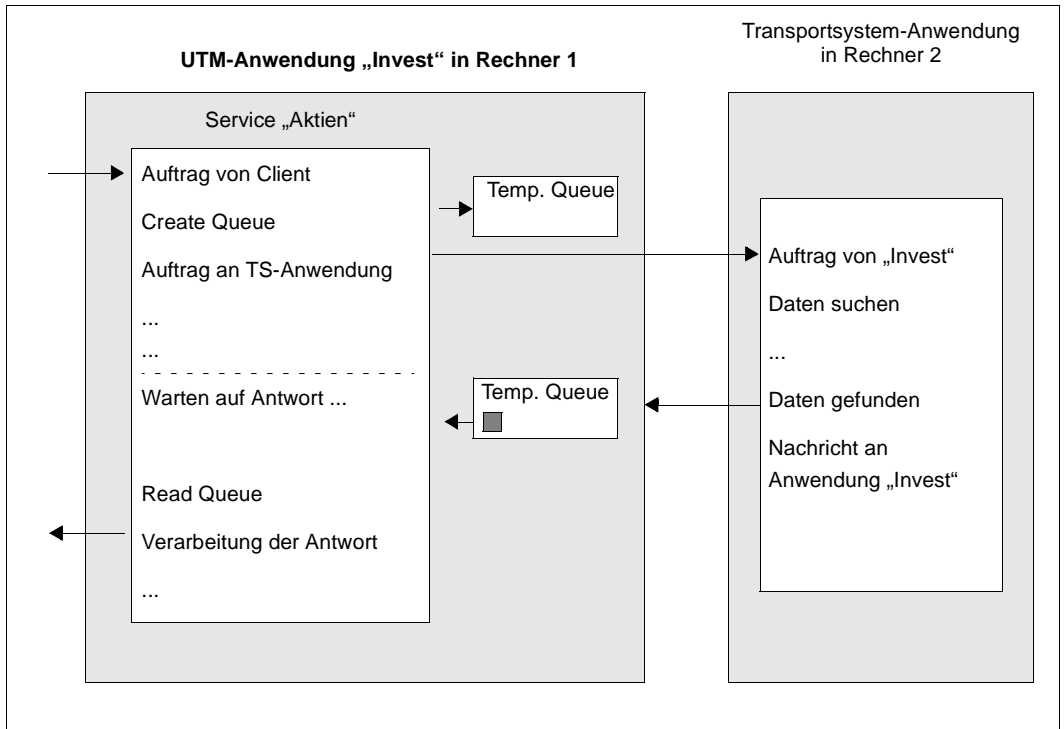 UTM-Anwendung „Invest“ in Rechner 1
Transportsystem-Anwendung
in Rechner 2
Service „Aktien“
Auftrag von Client
Create Queue
Auftrag an TS-Anwendung
...
...
Warten auf Antwort ...
Read Queue
Verarbeitung der Antwort
...
Temp. Queue
Temp. Queue
Auftrag von „Invest“
Daten suchen
...
Daten gefunden
Nachricht an
Anwendung „Invest“